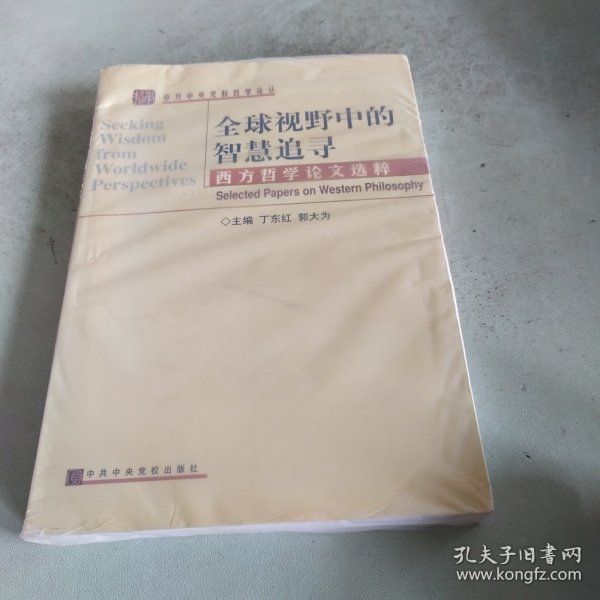 中共中央党校哲学论丛
Seeking
Wisdom
from
Worldwide
Perspectives
全球视野中的
智慧追寻
西方哲学论文选粹
Selected Papers on Western Philosophy
◇主编 丁东红 郭大为
中共中央党校出版社
孔夫子旧书网
www.kongfz.com